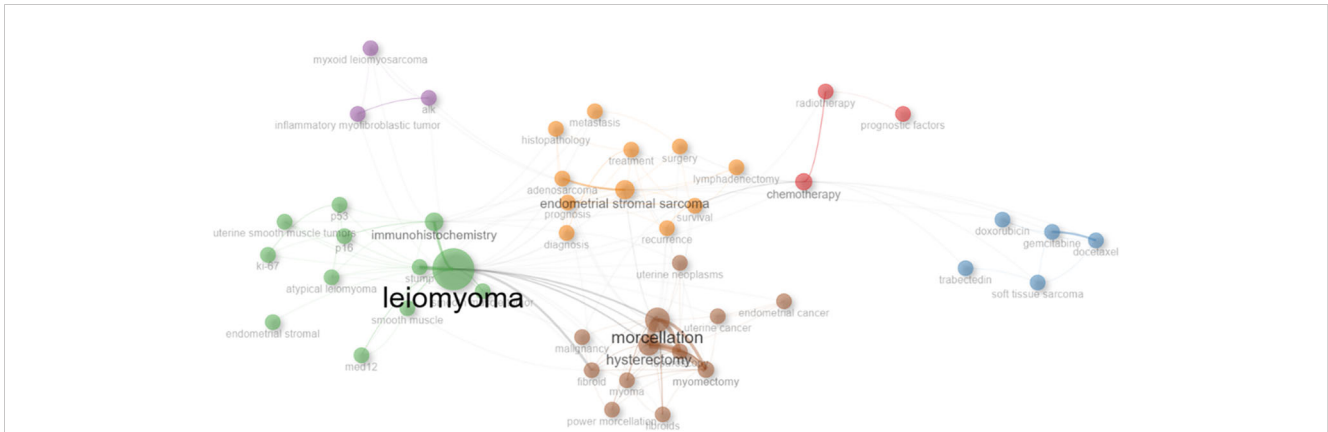 myxoid leiomyosarcoma
alk
inflammatory myofibroblastic tumor
radiotherapy
prognostic factors
metastasis
histopathology
treatment
surgery
lymphadenectomy
adenosarcoma
chemotherapy
endometrial stromal sarcoma
prognosis
survival
p53
uterine smooth muscle tumors
immunohistochemistry
p16
diagnosis
recurrence
doxorubicin
gemcitabine
docetaxel
ki-67
stump
uterine neoplasms
trabectedin
atypical leiomyoma
soft tissue sarcoma
leiomyoma
smooth muscle
endometrial cancer
endometrial stromal
uterine cancer
morcellation
malignancy
hysterectomy
med12
fibroid
myomectomy
myoma
power morcellation
fibroids